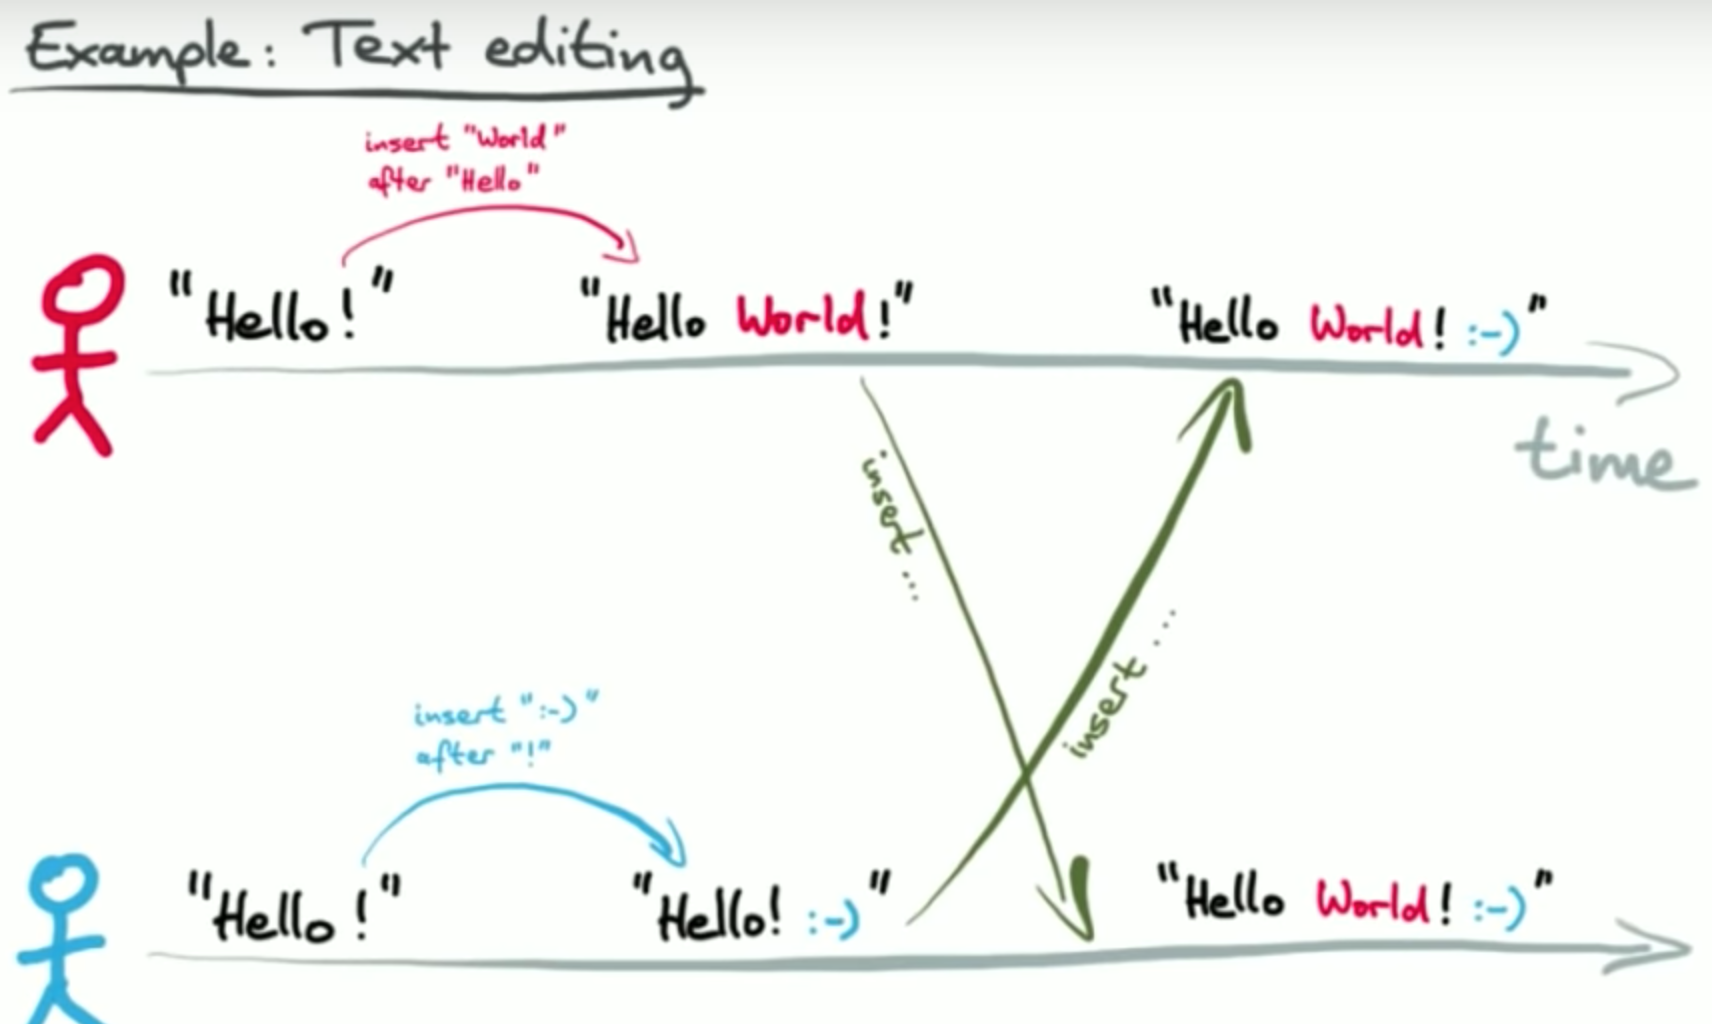 Example: Text editing
insert "World"
after "Hello"
"Hello!"
"Hello World!"
"Hello World! :-)"
time
insert ...
insert ...
insert ":-)"
after "!"
"Hello!"
"Hello! :-)"
"Hello World! :-)"